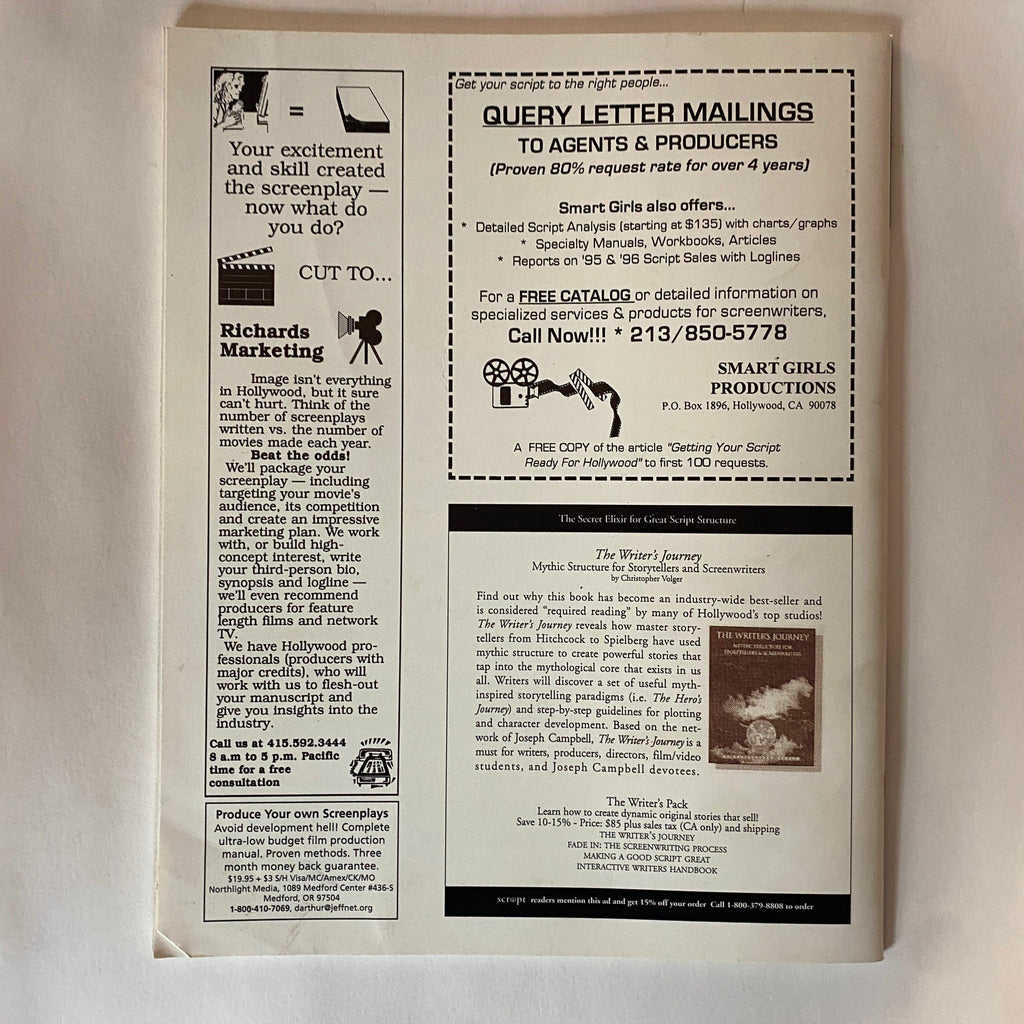 Your excitement
and skill created
the screenplay —
now what do
you do?
CUT TO...
Richards
Marketing
Image isn't everything
in Hollywood, but it sure
can't hurt. Think of the
number of screenplays
written vs. the number of
movies made each year.
Beat the odds!
We'll package your
screenplay — including
targeting your movie's
audience, its competition
and create an impressive
marketing plan. We work
with, or build high-
concept interest, write
your third-person bio,
synopsis and logline —
we'll even recommend
producers for feature
length films and network
TV.
We have Hollywood pro-
fessionals (producers with
major credits), who will
work with us to flesh-out
your manuscript and
give you insights into the
industry.
Call us at 415.592.3444
8 a.m to 5 p.m. Pacific
time for a free
consultation
Produce Your own Screenplays
Avoid development hell! Complete
ultra-low budget film production
manual. Proven methods. Three
month money back guarantee.
$19.95 + $3 S/H Visa/MC/Amex/CK/MO
Northlight Media, 1089 Medford Center #436-S
Medford, OR 97504
1-800-410-7069, darthur@jeffnet.org
Get your script to the right people...
QUERY LETTER MAILINGS
TO AGENTS & PRODUCERS
(Proven 80% request rate for over 4 years)
Smart Girls also offers...
* Detailed Script Analysis (starting at $135) with charts/graphs
* Specialty Manuals, Workbooks, Articles
* Reports on '95 & '96 Script Sales with Loglines
For a FREE CATALOG or detailed information on
specialized services & products for screenwriters,
Call Now!!! * 213/850-5778
SMART GIRLS
PRODUCTIONS
P.O. Box 1896, Hollywood, CA 90078
A FREE COPY of the article "Getting Your Script
Ready For Hollywood" to first 100 requests.
The Secret Elixir for Great Script Structure
The Writer's Journey
Mythic Structure for Storytellers and Screenwriters
by Christopher Volger
Find out why this book has become an industry-wide best-seller and
is considered "required reading" by many of Hollywood's top studios!
The Writer's Journey reveals how master story-
tellers from Hitchcock to Spielberg have used
mythic structure to create powerful stories that
tap into the mythological core that exists in us
all. Writers will discover a set of useful myth-
inspired storytelling paradigms (i.e. The Hero's
Journey) and step-by-step guidelines for plotting
and character development. Based on the net-
work of Joseph Campbell, The Writer's Journey is a
must for writers, producers, directors, film/video
students, and Joseph Campbell devotees.
THE WRITER'S JOURNEY
MYTHIC STRUCTURE FOR
STORYTELLERS & SCREENWRITERS
The Writer's Pack
Learn how to create dynamic original stories that sell!
Save 10-15% - Price: $85 plus sales tax (CA only) and shipping
THE WRITER'S JOURNEY
FADE IN: THE SCREENWRITING PROCESS
MAKING A GOOD SCRIPT GREAT
INTERACTIVE WRITERS HANDBOOK
scr(i)pt readers mention this ad and get 15% off your order Call 1-800-379-8808 to order